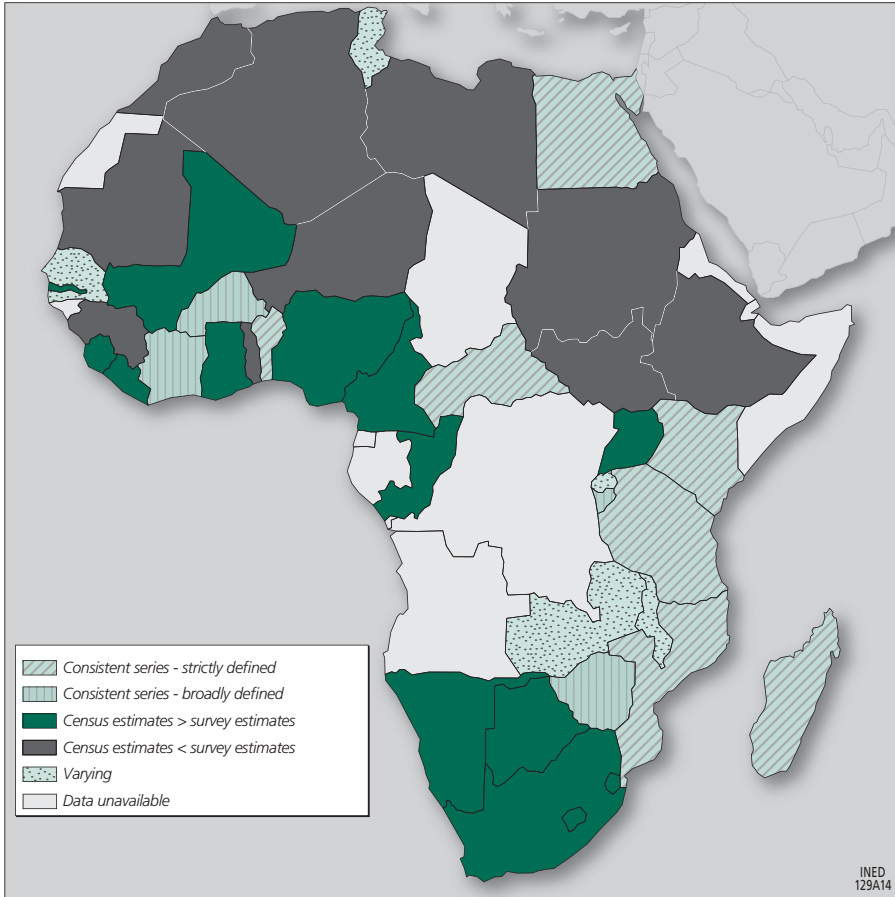 Consistent series - strictly defined
Consistent series - broadly defined
Census estimates > survey estimates
Census estimates < survey estimates
Varying
Data unavailable
INED
129A14